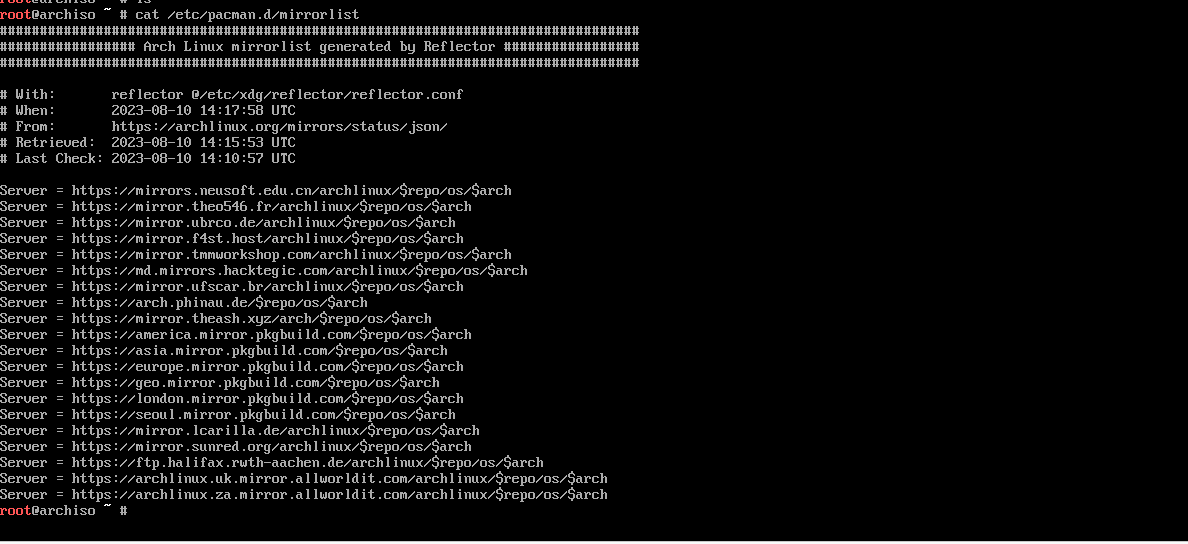 root@archiso ~ # ls
root@archiso ~ # cat /etc/pacman.d/mirrorlist
################################################################################
################# Arch Linux mirrorlist generated by Reflector #################
################################################################################
# With:       reflector @/etc/xdg/reflector/reflector.conf
# When:       2023-08-10 14:17:58 UTC
# From:       https://archlinux.org/mirrors/status/json/
# Retrieved:  2023-08-10 14:15:53 UTC
# Last Check: 2023-08-10 14:10:57 UTC
Server = https://mirrors.neusoft.edu.cn/archlinux/$repo/os/$arch
Server = https://mirror.theo546.fr/archlinux/$repo/os/$arch
Server = https://mirror.ubrco.de/archlinux/$repo/os/$arch
Server = https://mirror.f4st.host/archlinux/$repo/os/$arch
Server = https://mirror.tmmworkshop.com/archlinux/$repo/os/$arch
Server = https://md.mirrors.hacktegic.com/archlinux/$repo/os/$arch
Server = https://mirror.ufscar.br/archlinux/$repo/os/$arch
Server = https://arch.phinau.de/$repo/os/$arch
Server = https://mirror.theash.xyz/arch/$repo/os/$arch
Server = https://america.mirror.pkgbuild.com/$repo/os/$arch
Server = https://asia.mirror.pkgbuild.com/$repo/os/$arch
Server = https://europe.mirror.pkgbuild.com/$repo/os/$arch
Server = https://geo.mirror.pkgbuild.com/$repo/os/$arch
Server = https://london.mirror.pkgbuild.com/$repo/os/$arch
Server = https://seoul.mirror.pkgbuild.com/$repo/os/$arch
Server = https://mirror.lcarilla.de/archlinux/$repo/os/$arch
Server = https://mirror.sunred.org/archlinux/$repo/os/$arch
Server = https://ftp.halifax.rwth-aachen.de/archlinux/$repo/os/$arch
Server = https://archlinux.uk.mirror.allworldit.com/archlinux/$repo/os/$arch
Server = https://archlinux.za.mirror.allworldit.com/archlinux/$repo/os/$arch
root@archiso ~ #